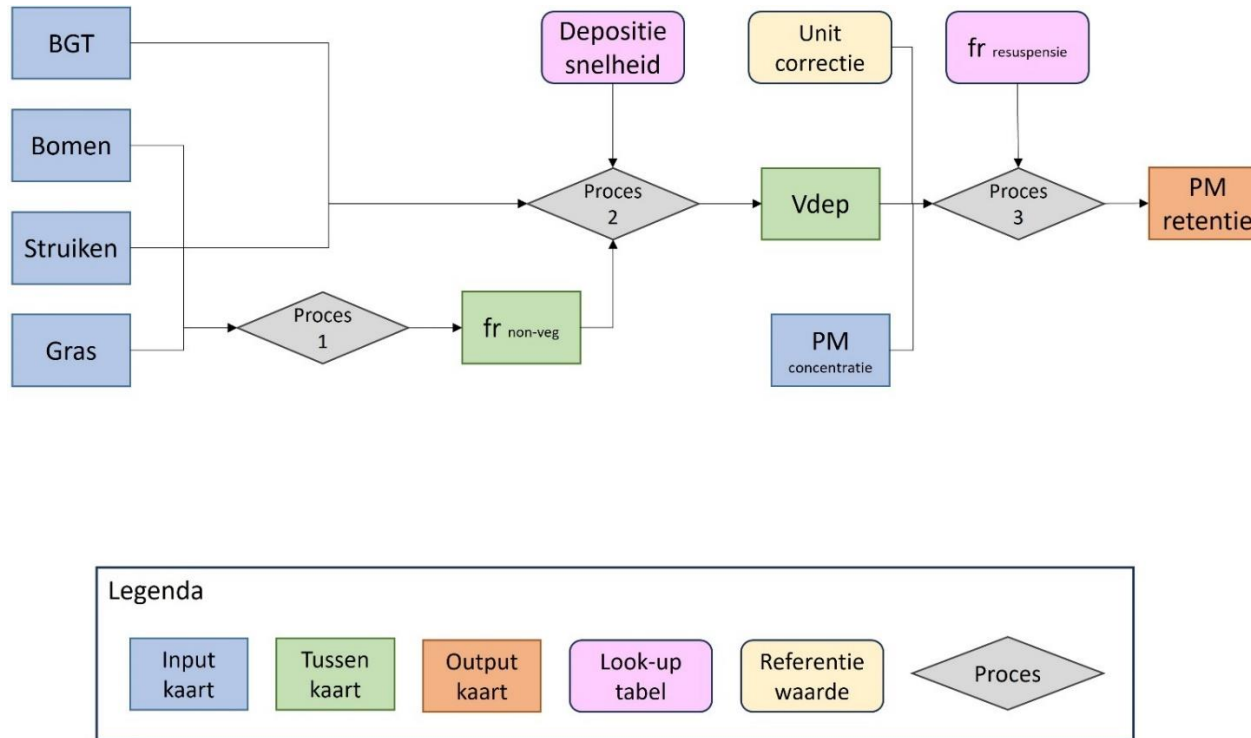 BGT
Bomen
Struiken
Gras
Proces
1
fr non-veg
Depositie
snelheid
Proces
2
Vdep
Unit
correctie
PM
concentratie
fr resuspensie
Proces
3
PM
retentie
Legenda
Input
kaart
Tussen
kaart
Output
kaart
Look-up
tabel
Referentie
waarde
Proces